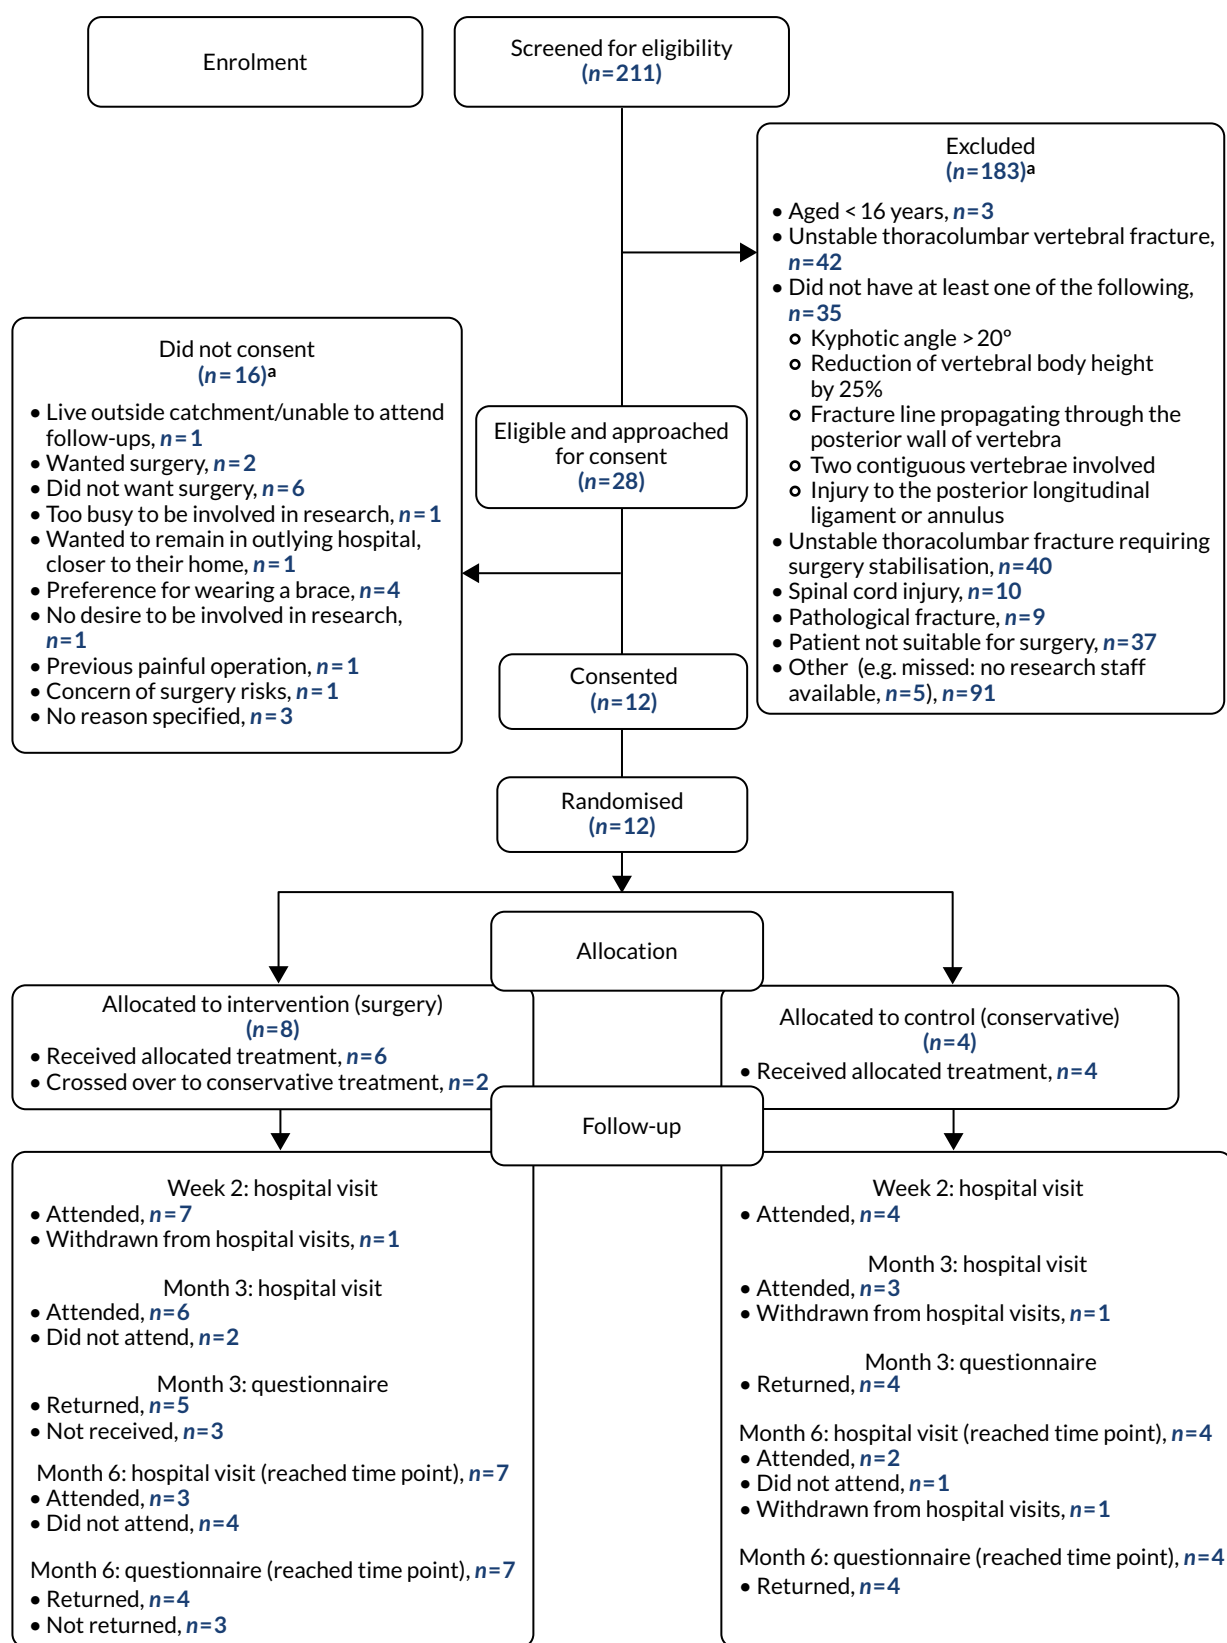 Enrolment
Screened for eligibility
(n=211)
Excluded
(n=183)a
• Aged < 16 years, n=3
• Unstable thoracolumbar vertebral fracture,
n=42
• Did not have at least one of the following,
n=35
Kyphotic angle > 20°
Reduction of vertebral body height
by 25%
Fracture line propagating through the
posterior wall of vertebra
Two contiguous vertebrae involved
Injury to the posterior longitudinal
ligament or annulus
• Unstable thoracolumbar fracture requiring
surgery stabilisation, n=40
• Spinal cord injury, n=10
• Pathological fracture, n=9
• Patient not suitable for surgery, n=37
• Other (e.g. missed: no research staff
available, n=5), n=91
Eligible and approached
for consent
(n=28)
Did not consent
(n=16)a
• Live outside catchment/unable to attend
follow-ups, n=1
• Wanted surgery, n=2
• Did not want surgery, n=6
• Too busy to be involved in research, n=1
• Wanted to remain in outlying hospital,
closer to their home, n=1
• Preference for wearing a brace, n=4
• No desire to be involved in research,
n=1
• Previous painful operation, n=1
• Concern of surgery risks, n=1
• No reason specified, n=3
Consented
(n=12)
Randomised
(n=12)
Allocation
Allocated to intervention (surgery)
(n=8)
• Received allocated treatment, n=6
• Crossed over to conservative treatment, n=2
Allocated to control (conservative)
(n=4)
• Received allocated treatment, n=4
Follow-up
Week 2: hospital visit
• Attended, n=7
• Withdrawn from hospital visits, n=1
Month 3: hospital visit
• Attended, n=6
• Did not attend, n=2
Month 3: questionnaire
• Returned, n=5
• Not received, n=3
Month 6: hospital visit (reached time point), n=7
• Attended, n=3
• Did not attend, n=4
Month 6: questionnaire (reached time point), n=7
• Returned, n=4
• Not returned, n=3
Week 2: hospital visit
• Attended, n=4
Month 3: hospital visit
• Attended, n=3
• Withdrawn from hospital visits, n=1
Month 3: questionnaire
• Returned, n=4
Month 6: hospital visit (reached time point), n=4
• Attended, n=2
• Did not attend, n=1
• Withdrawn from hospital visits, n=1
Month 6: questionnaire (reached time point), n=4
• Returned, n=4